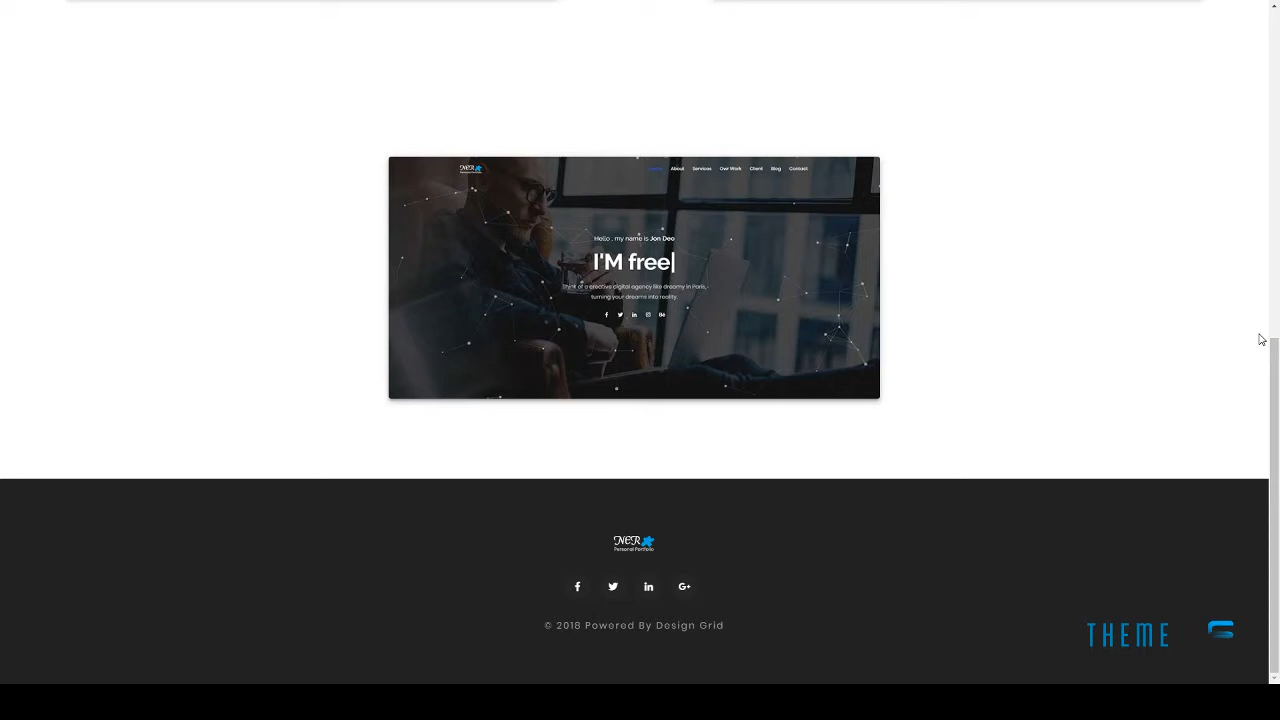 NER
Personal Portfolio
About Services Our Work Client Blog Contact
Hello , my name is Jon Deo
I'M free|
Think of a creative digital agency like dreamy in Paris,
turning your dreams into reality.
NER
Personal Portfolio
© 2018 Powered By Design Grid
THEME